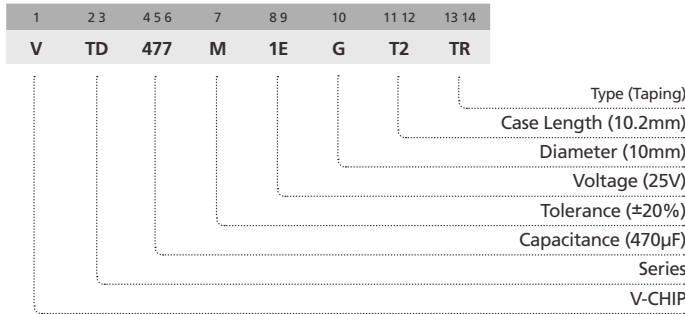 1 2 3 4 5 6 7 8 9 10 11 12 13 14
V TD 477 M 1E G T2 TR
Type (Taping)
Case Length (10.2mm)
Diameter (10mm)
Voltage (25V)
Tolerance (±20%)
Capacitance (470µF)
Series
V-CHIP